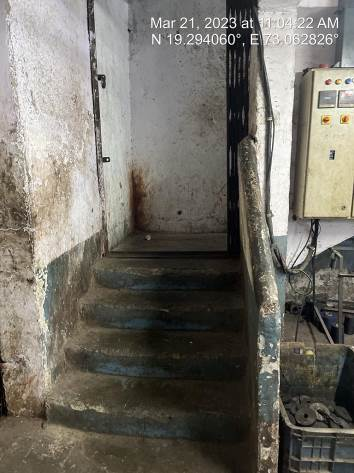 Mar 21, 2023 at 11:04:22 AM
N 19.294060°, E 73.062826°